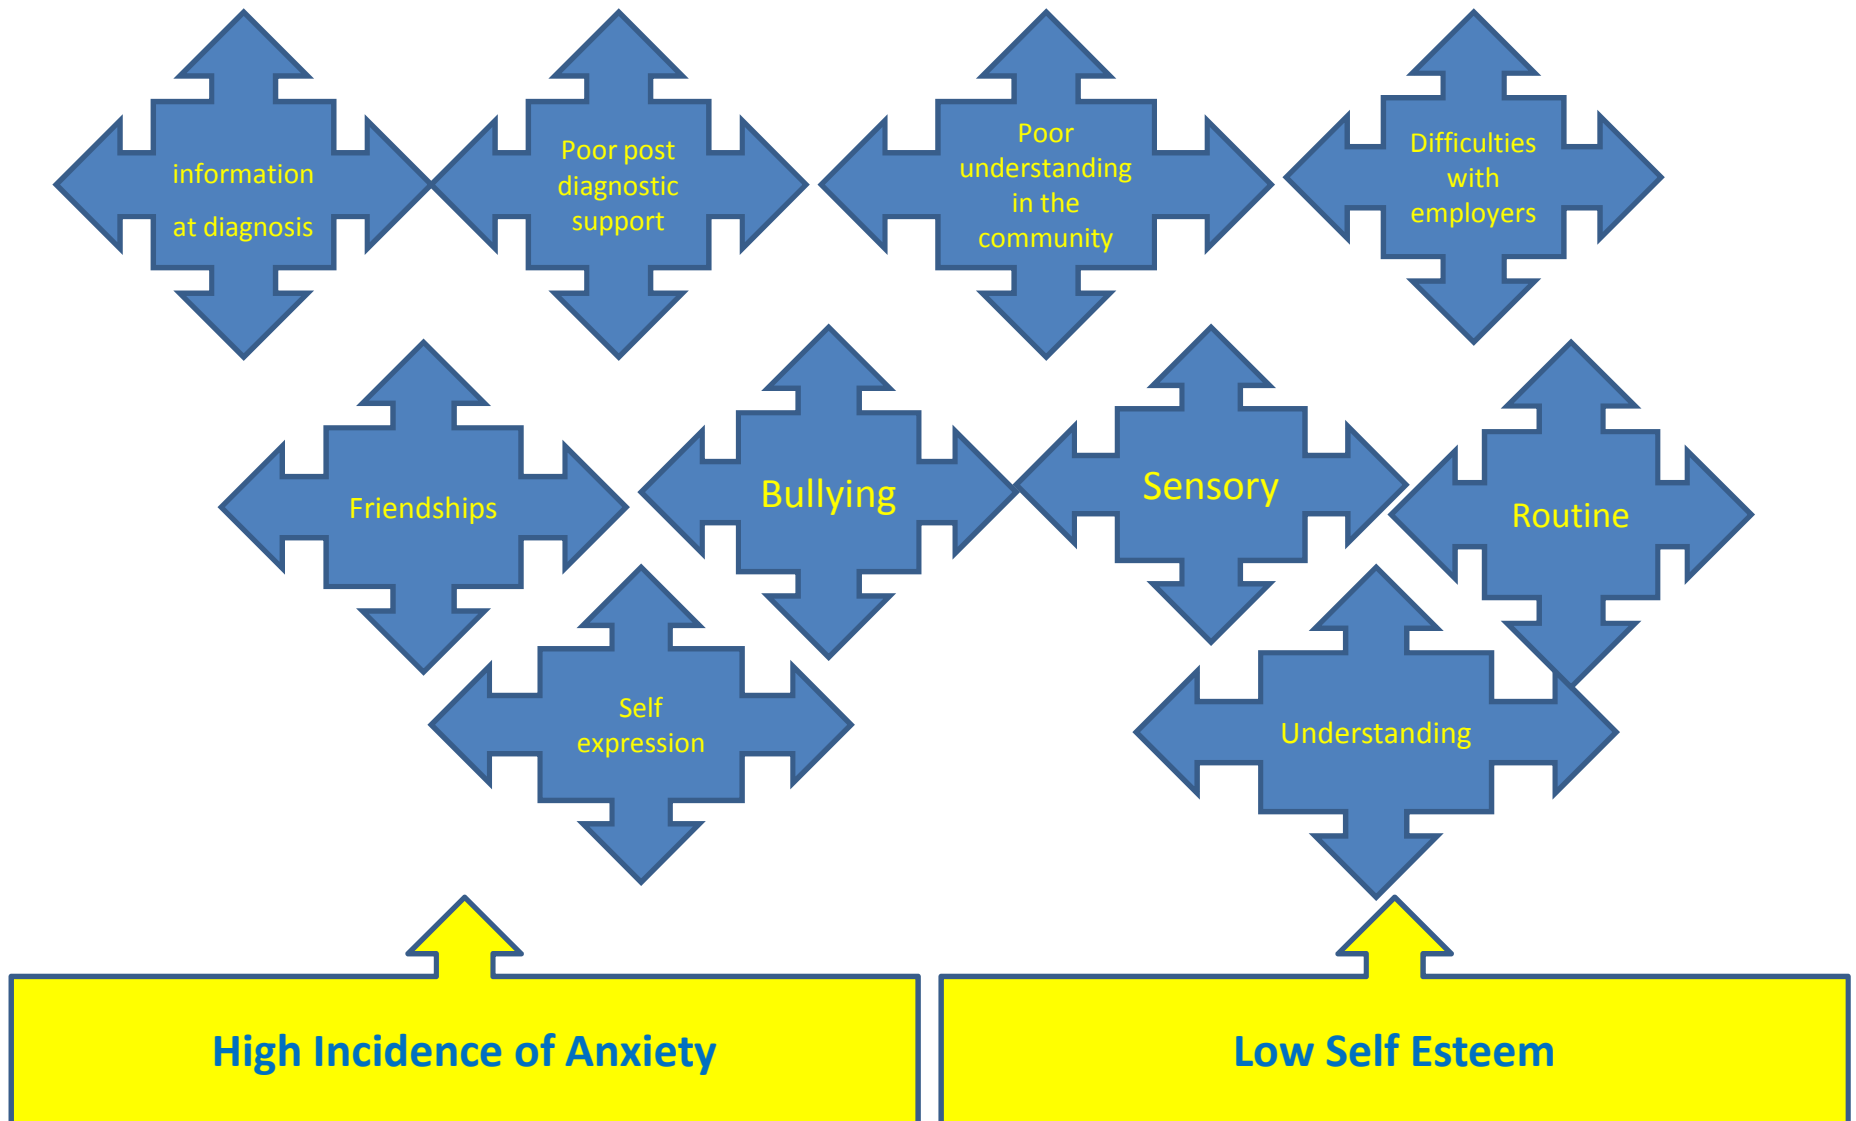 information
at diagnosis
Poor post
diagnostic
support
Poor
understanding
in the
community
Difficulties
with
employers
Friendships
Bullying
Sensory
Routine
Self
expression
Understanding
High Incidence of Anxiety
Low Self Esteem